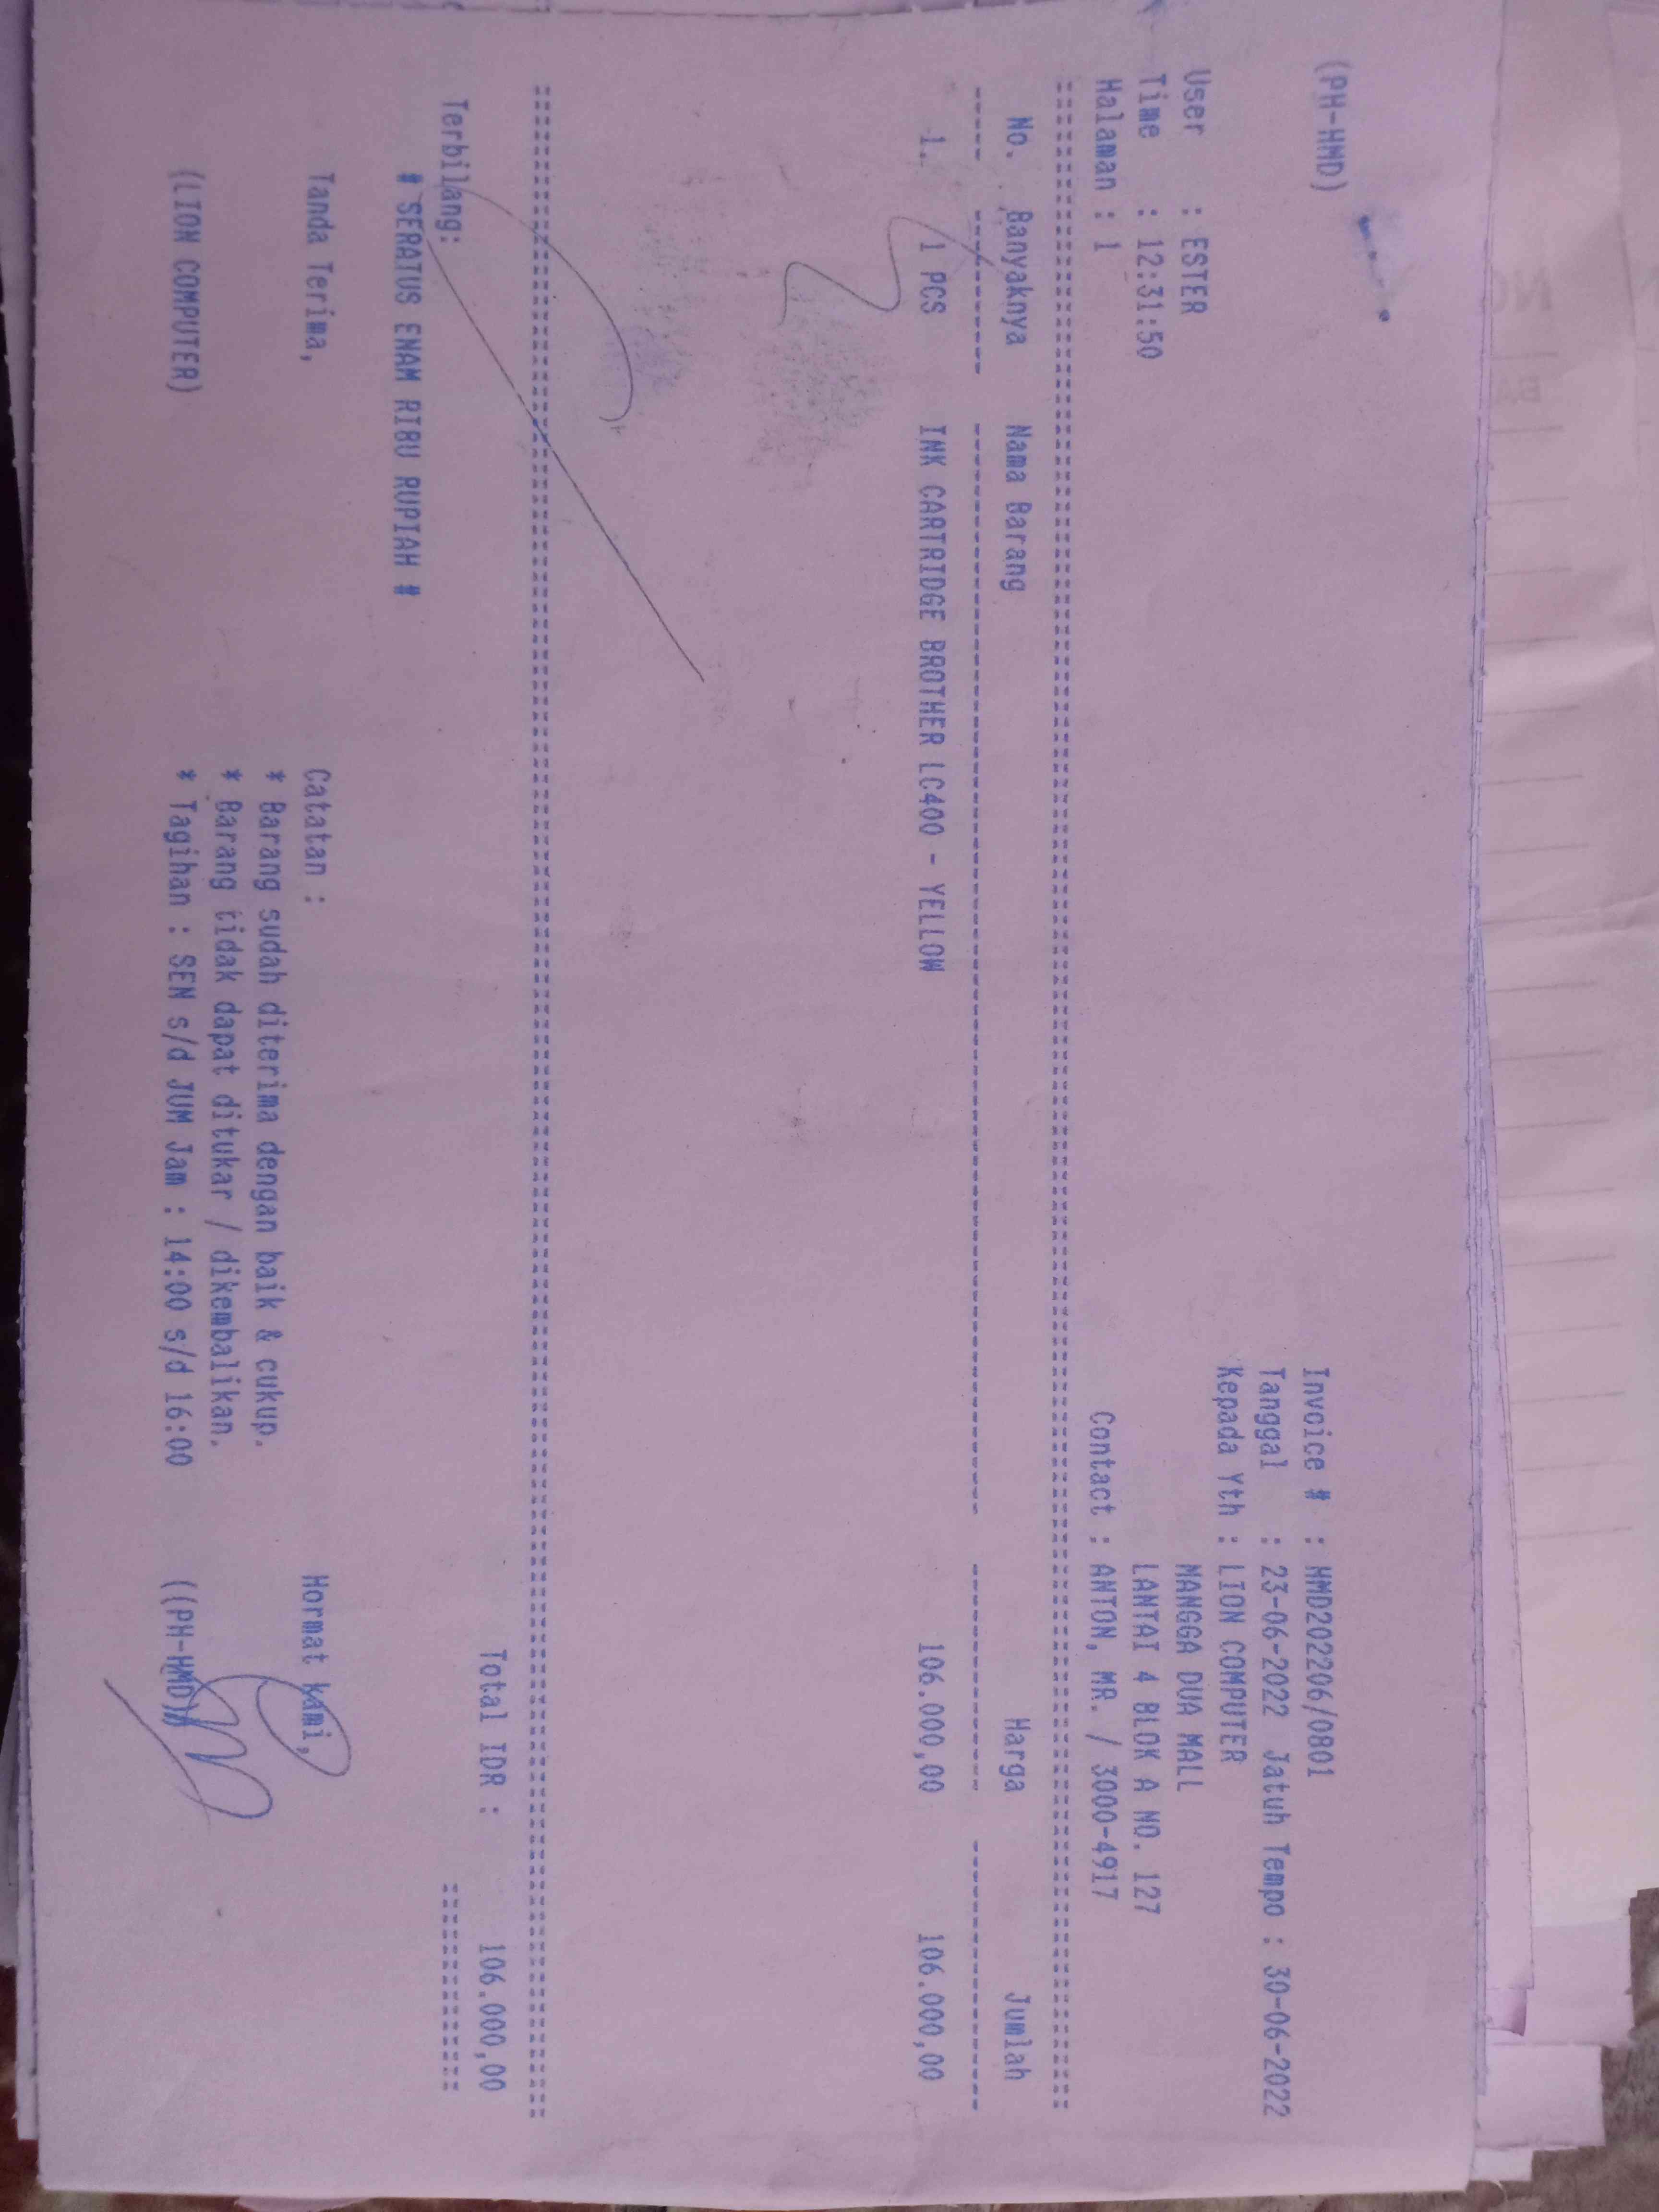 (PH-HMD)
Invoice # : HMD202206/0801
Tanggal : 23-06-2022 Jatuh Tempo : 30-06-2022
Kepada Yth : LION COMPUTER
MANGGA DUA MALL
LANTAI 4 BLOK A NO. 127
Contact : ANTON, MR. / 3000-4917
User : ESTER
Time : 12:31:50
Halaman : 1
No. Banyaknya Nama Barang Harga Jumlah
1. 1 PCS INK CARTRIDGE BROTHER LC400 - YELLOW 106.000,00 106.000,00
Total IDR : 106.000,00
Terbilang:
# SERATUS ENAM RIBU RUPIAH #
Tanda Terima,
(LION COMPUTER)
Catatan :
* Barang sudah diterima dengan baik & cukup.
* Barang tidak dapat ditukar / dikembalikan.
* Tagihan : SEN s/d JUM Jam : 14:00 s/d 16:00
Hormat kami,
((PH-HMD))